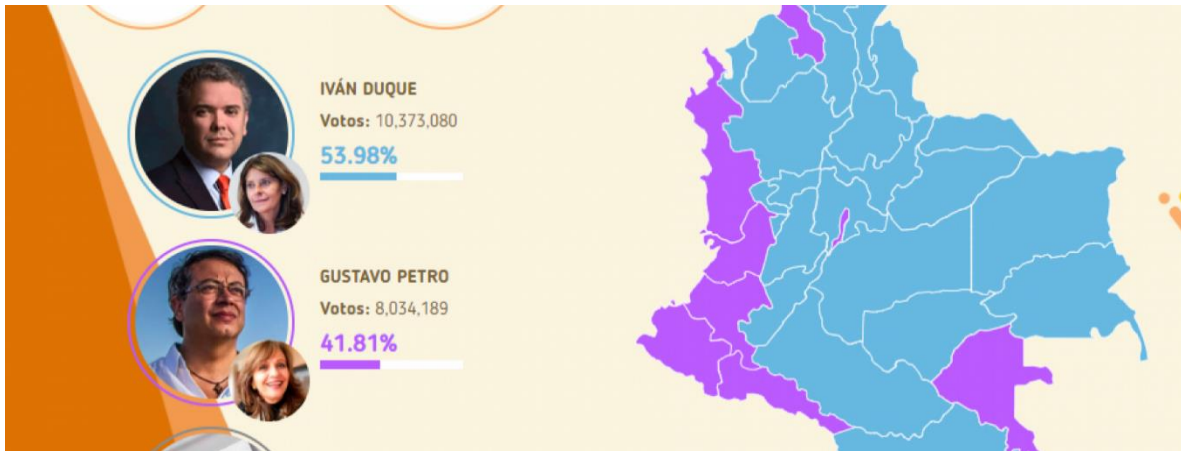 IVÁN DUQUE
Votos: 10,373,080
53.98%
GUSTAVO PETRO
Votos: 8,034,189
41.81%